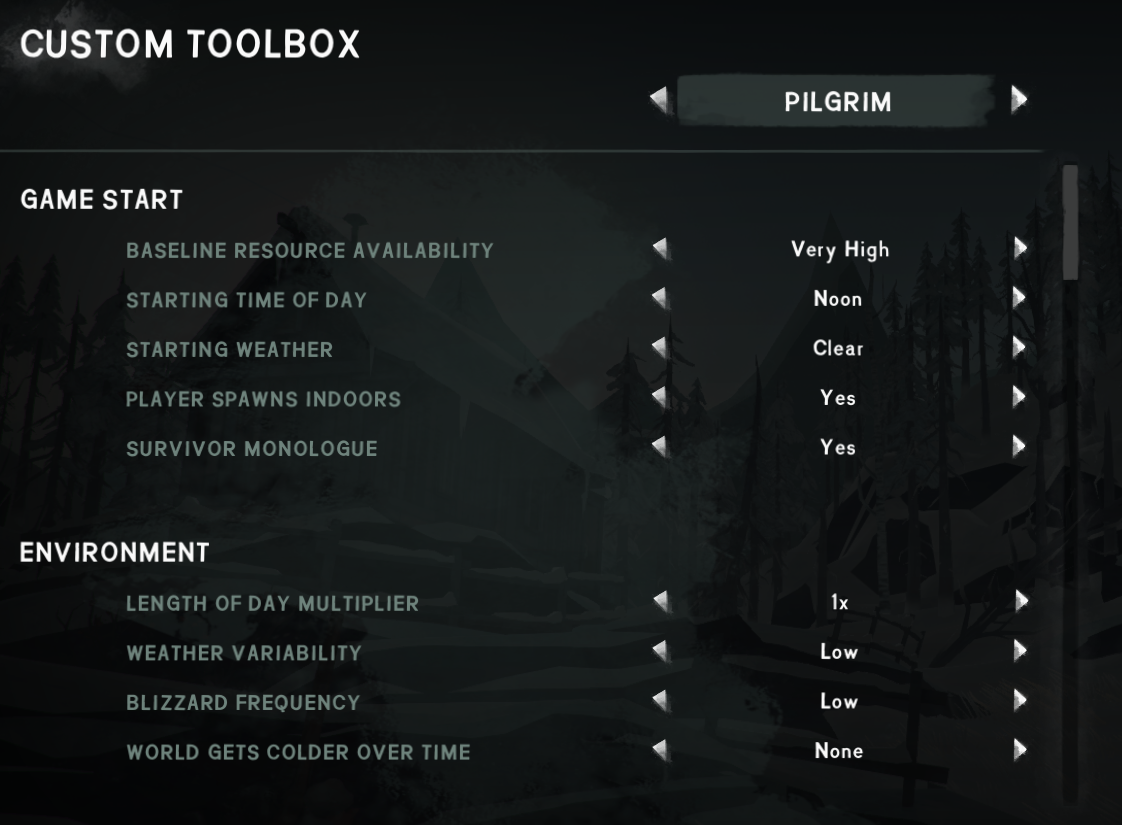 CUSTOM TOOLBOX
PILGRIM
GAME START
BASELINE RESOURCE AVAILABILITY Very High
STARTING TIME OF DAY Noon
STARTING WEATHER Clear
PLAYER SPAWNS INDOORS Yes
SURVIVOR MONOLOGUE Yes
ENVIRONMENT
LENGTH OF DAY MULTIPLIER 1x
WEATHER VARIABILITY Low
BLIZZARD FREQUENCY Low
WORLD GETS COLDER OVER TIME None